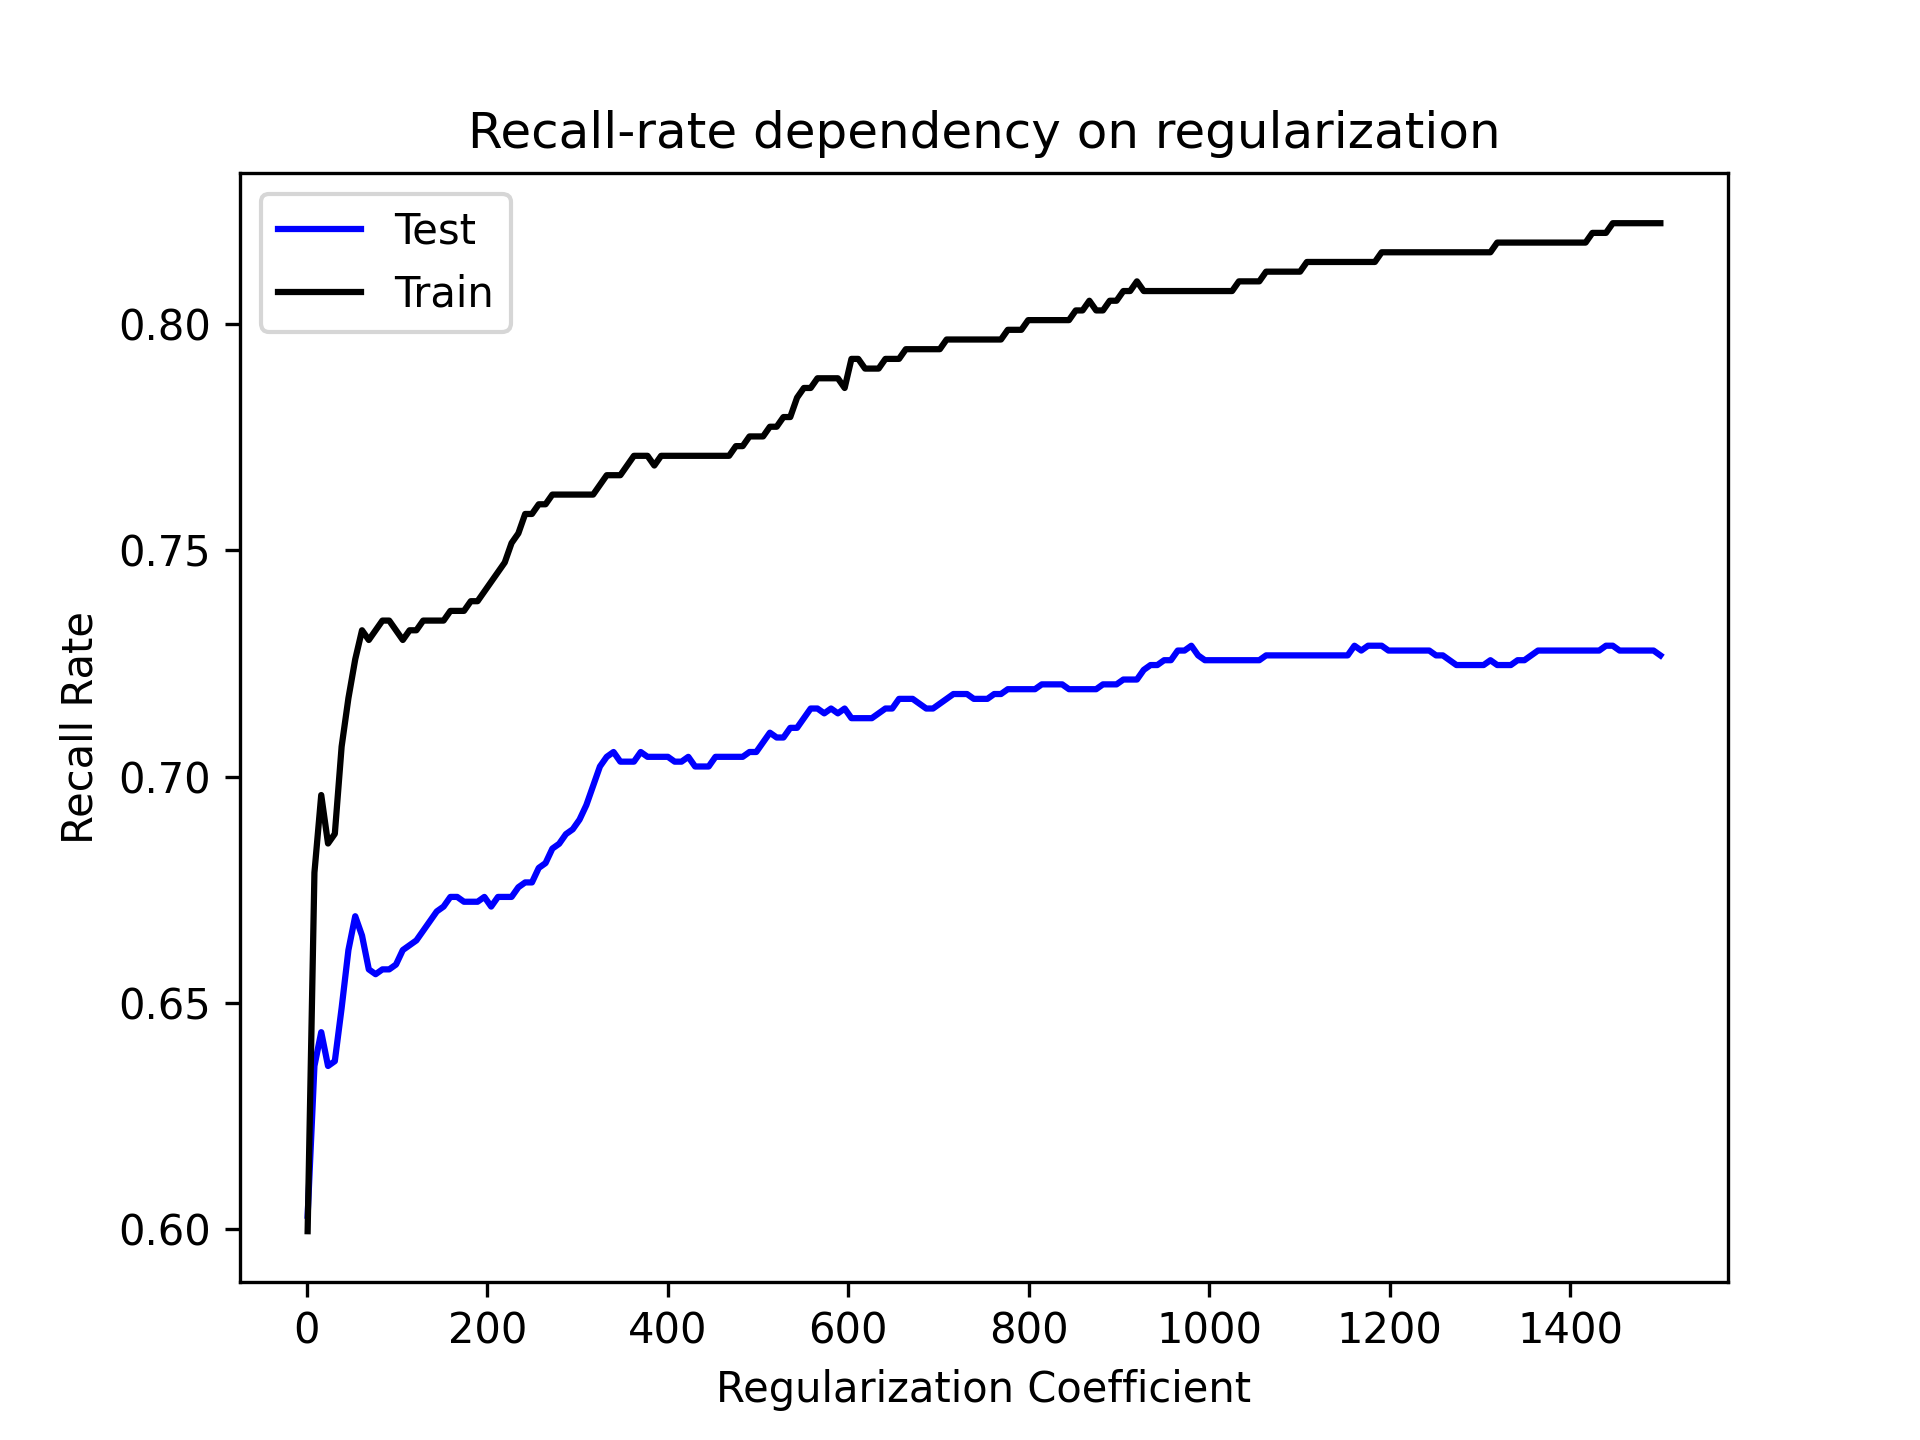 Recall-rate dependency on regularization
Test
Train
0.80
0.75
0.70
0.65
0.60
Recall Rate
0 200 400 600 800 1000 1200 1400
Regularization Coefficient